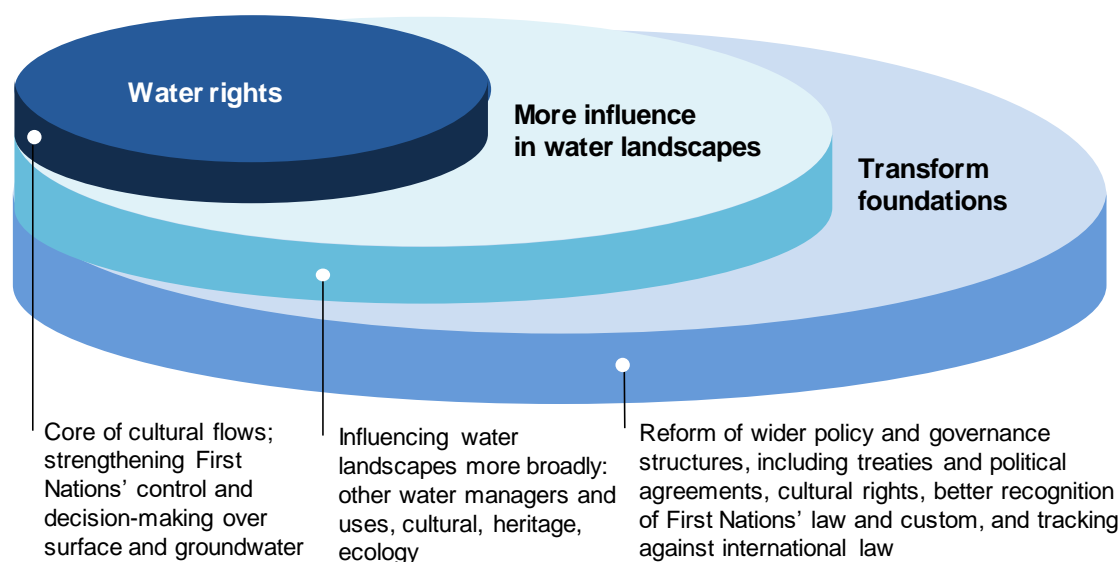 Water rights
More influence
in water landscapes
Transform
foundations
Core of cultural flows;
strengthening First
Nations' control and
decision-making over
surface and groundwater
Influencing water
landscapes more broadly:
other water managers and
uses, cultural, heritage,
ecology
Reform of wider policy and governance
structures, including treaties and political
agreements, cultural rights, better recognition
of First Nations' law and custom, and tracking
against international law